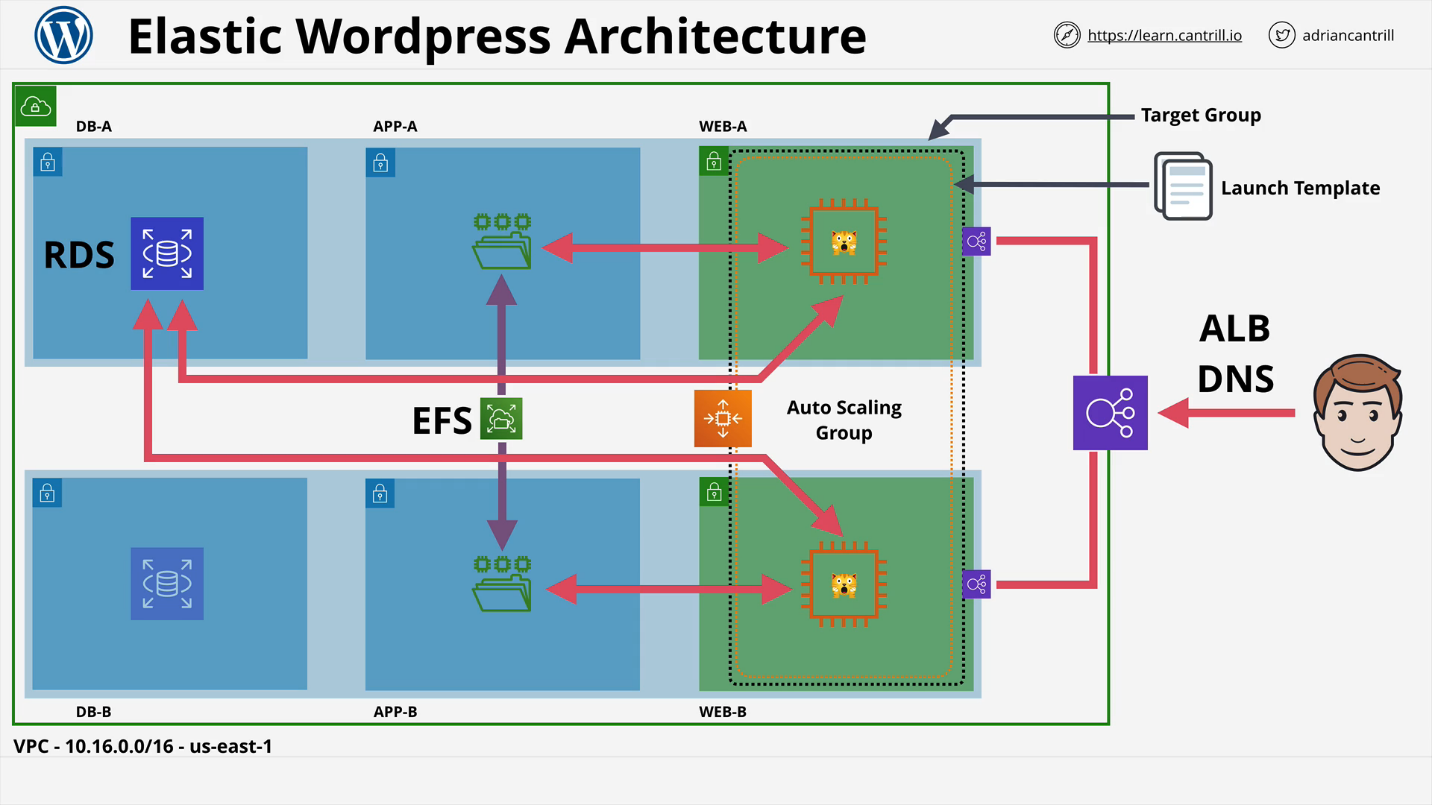 Elastic Wordpress Architecture
https://learn.cantrill.io
adriancantrill
DB-A
APP-A
WEB-A
Target Group
Launch Template
RDS
ALB
DNS
EFS
Auto Scaling
Group
DB-B
APP-B
WEB-B
VPC - 10.16.0.0/16 - us-east-1